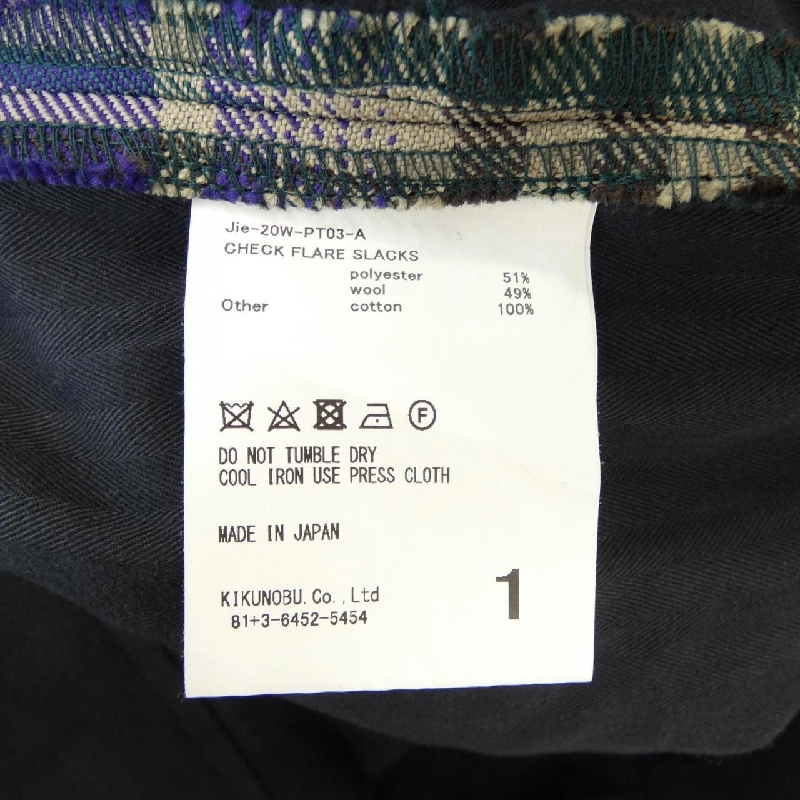 Jie-20W-PT03-A
CHECK FLARE SLACKS
polyester 51%
wool 49%
Other cotton 100%
F
DO NOT TUMBLE DRY
COOL IRON USE PRESS CLOTH
MADE IN JAPAN
KIKUNOBU.Co.,Ltd
81+3-6452-5454
1